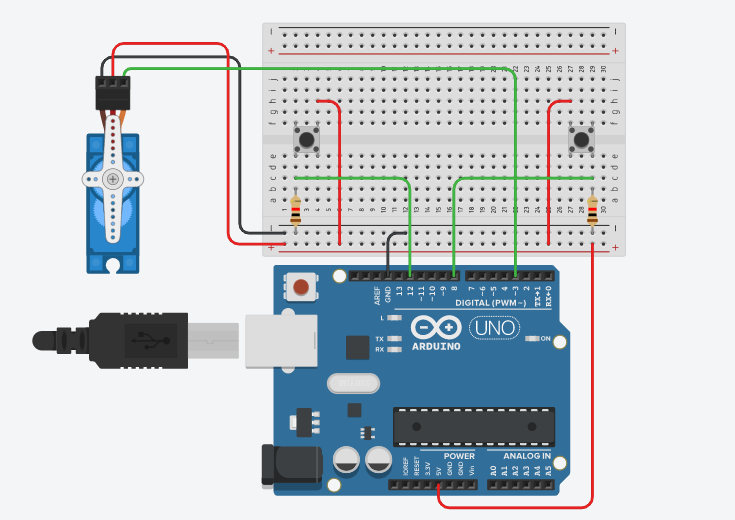 j
i
h
g
f
e
d
c
b
a
AREF
GND
13
12
~11
~10
~9
8
7
~6
~5
4
~3
2
TX→1
RX←0
DIGITAL (PWM~)
L
TX
RX
UNO
ARDUINO
ON
POWER
ANALOG IN
IOREF
RESET
3.3V
5V
GND
GND
Vin
A0
A1
A2
A3
A4
A5